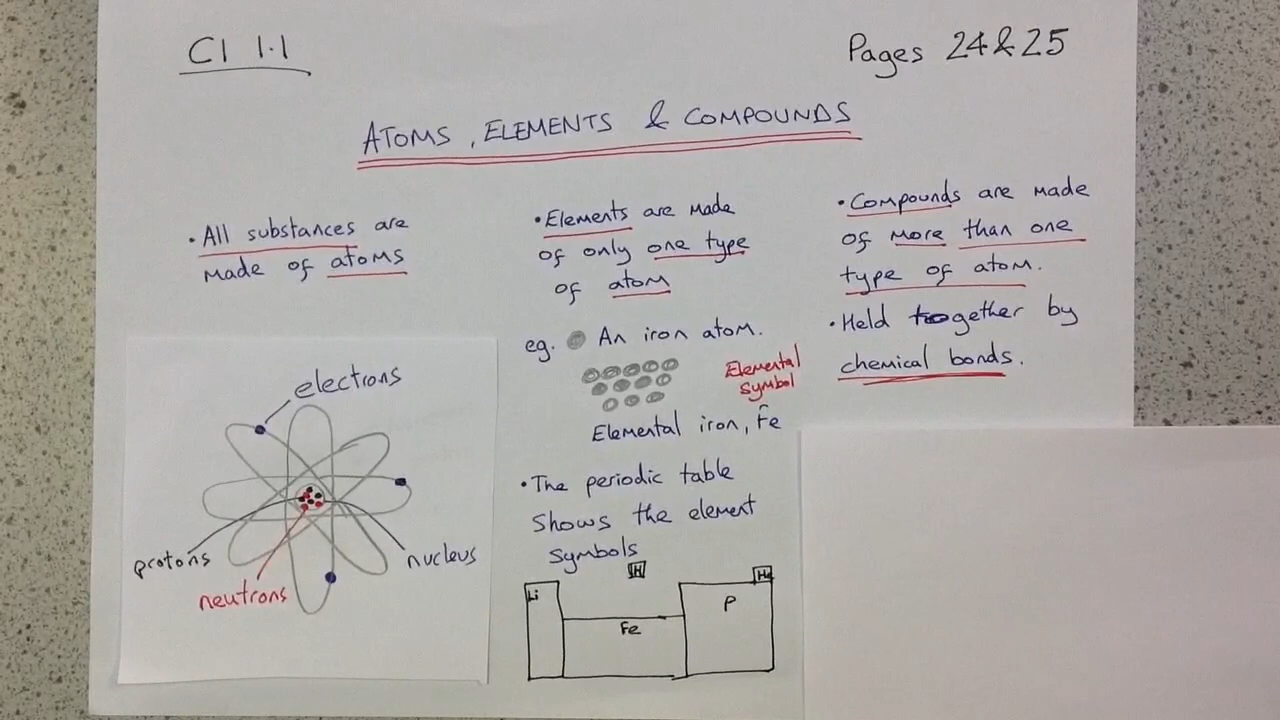 C1 1.1
Pages 24 & 25
ATOMS, ELEMENTS & COMPOUNDS
• All substances are
made of atoms
electrons
protons
neutrons
nucleus
• Elements are made
of only one type
of atom
eg. An iron atom.
Elemental
Symbol
Elemental iron, Fe
• The periodic table
shows the element
symbols
H
He
Li
P
Fe
• Compounds are made
of more than one
type of atom.
• Held together by
chemical bonds.